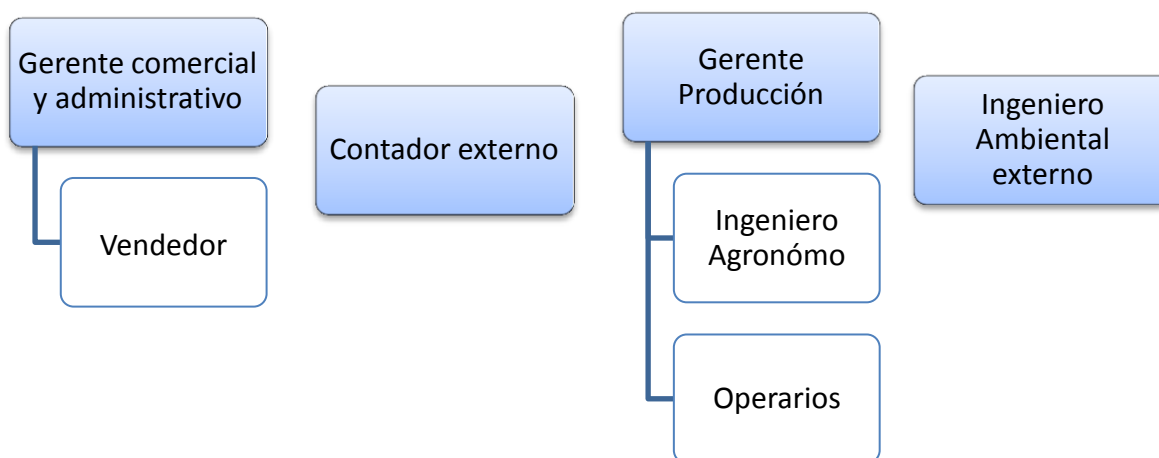 Gerente comercial
y administrativo
Vendedor
Contador externo
Gerente
Producción
Ingeniero
Agronómo
Operarios
Ingeniero
Ambiental
externo